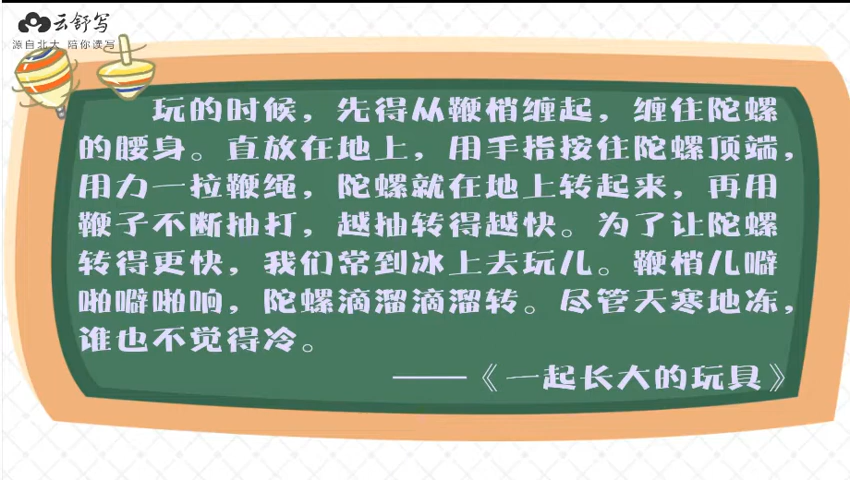 云舒写
源自北大 陪你读写
玩的时候，先得从鞭梢缠起，缠住陀螺
的腰身。直放在地上，用手指按住陀螺顶端，
用力一拉鞭绳，陀螺就在地上转起来，再用
鞭子不断抽打，越抽转得越快。为了让陀螺
转得更快，我们常到冰上去玩儿。鞭梢儿噼
啪噼啪响，陀螺滴溜滴溜转。尽管天寒地冻，
谁也不觉得冷。
——《一起长大的玩具》